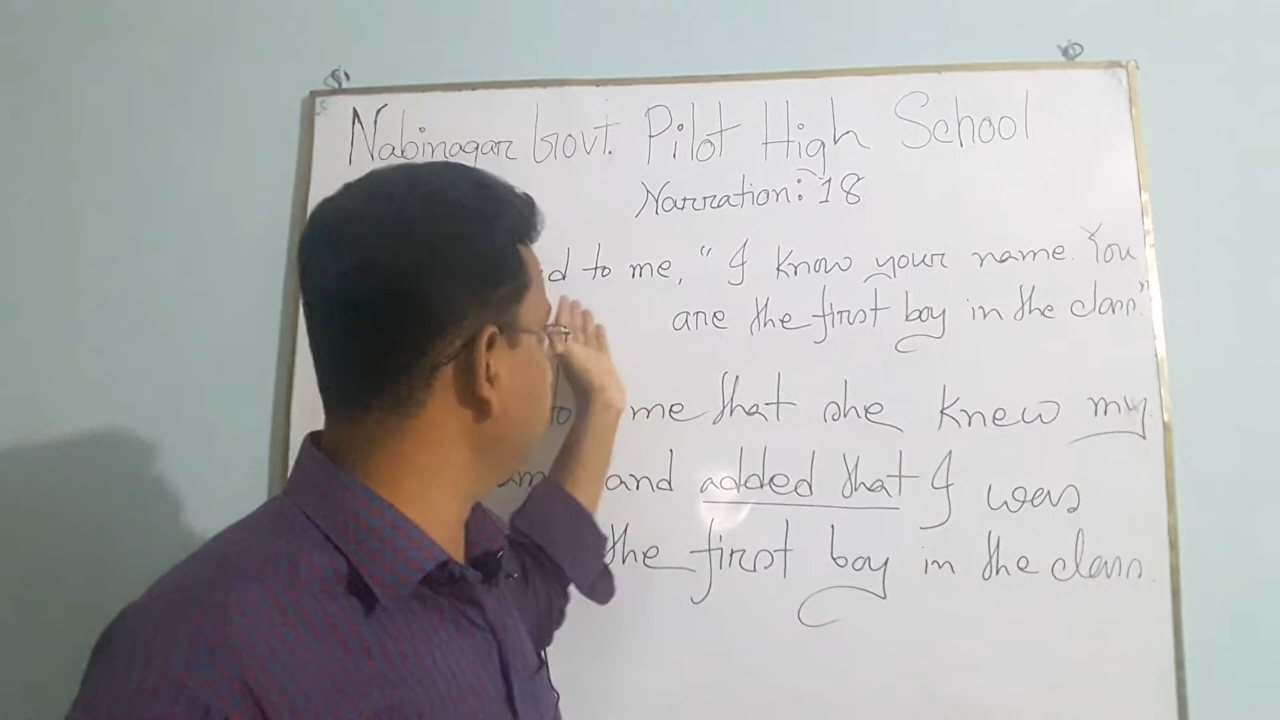 Nabinagar Govt. Pilot High School
Narration: 18
to me, "I know your name. You
are the first boy in the class"
me that she knew my
and added that I was
the first boy in the class.